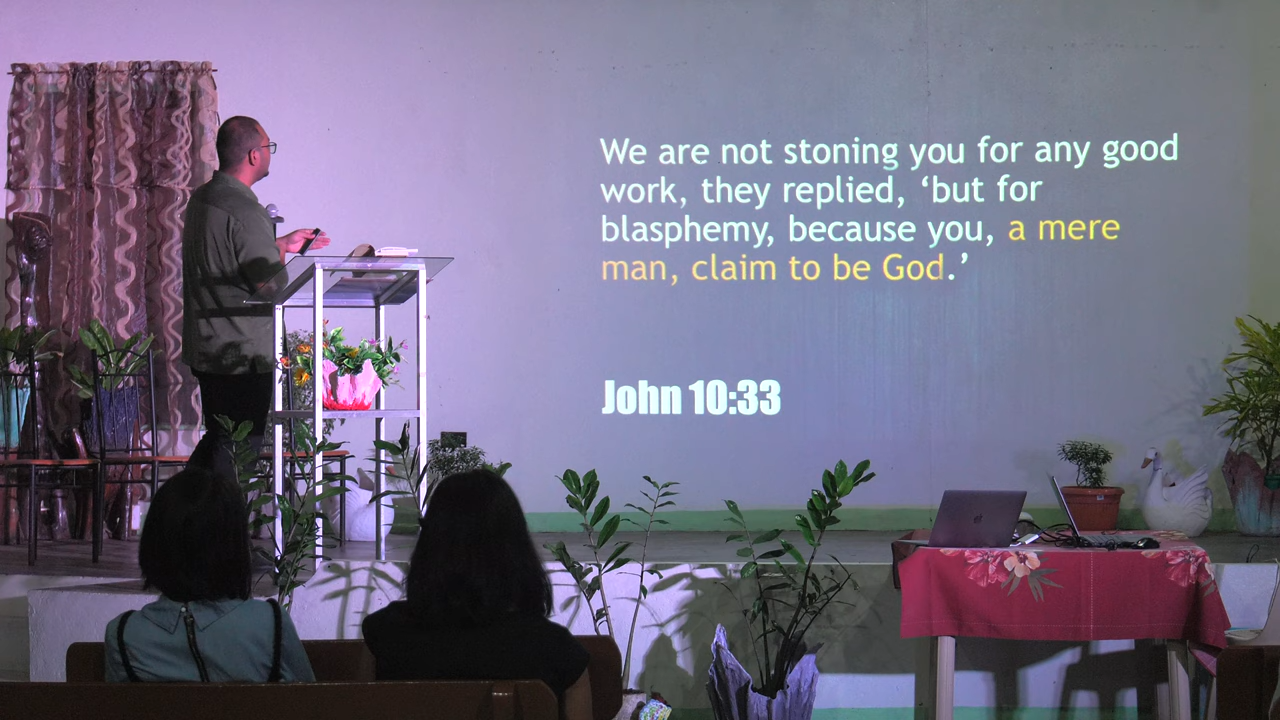 We are not stoning you for any good
work, they replied, ‘but for
blasphemy, because you, a mere
man, claim to be God.’
John 10:33